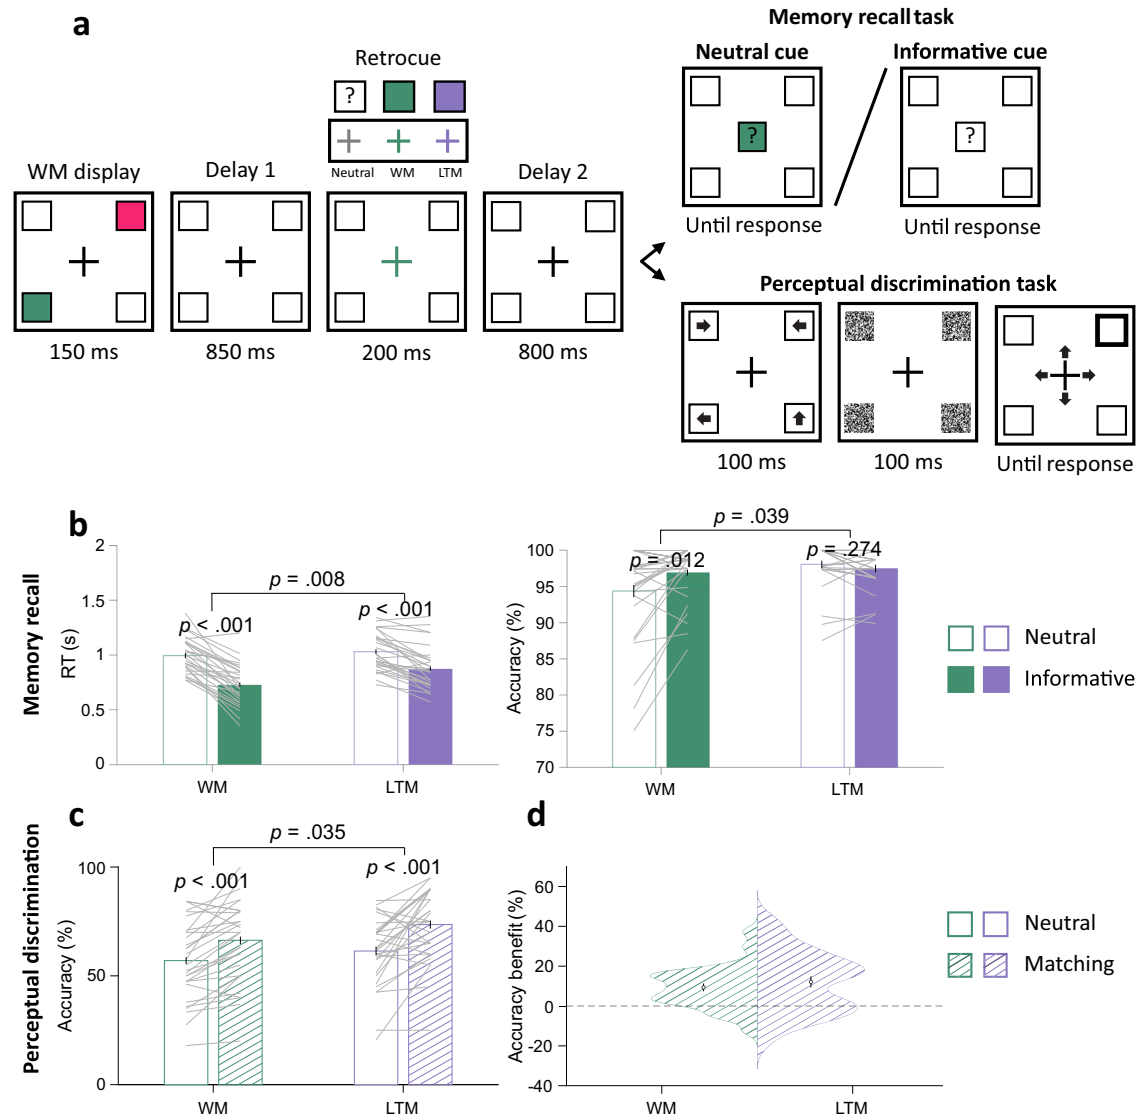 a
Memory recall task
Neutral cue
Informative cue
Retrocue
?
Neutral
WM
LTM
WM display
Delay 1
Delay 2
?
?
Until response
Until response
150 ms
850 ms
200 ms
800 ms
Perceptual discrimination task
100 ms
100 ms
Until response
b
Memory recall
RT (s)
2
1.5
1
0.5
0
p = .008
p < .001
p < .001
WM
LTM
Accuracy (%)
100
95
90
85
80
75
70
p = .039
p = .012
p = .274
WM
LTM
Neutral
Informative
c
Perceptual discrimination
Accuracy (%)
100
50
0
p = .035
p < .001
p < .001
WM
LTM
d
Accuracy benefit (%)
60
40
20
0
-20
-40
WM
LTM
Neutral
Matching